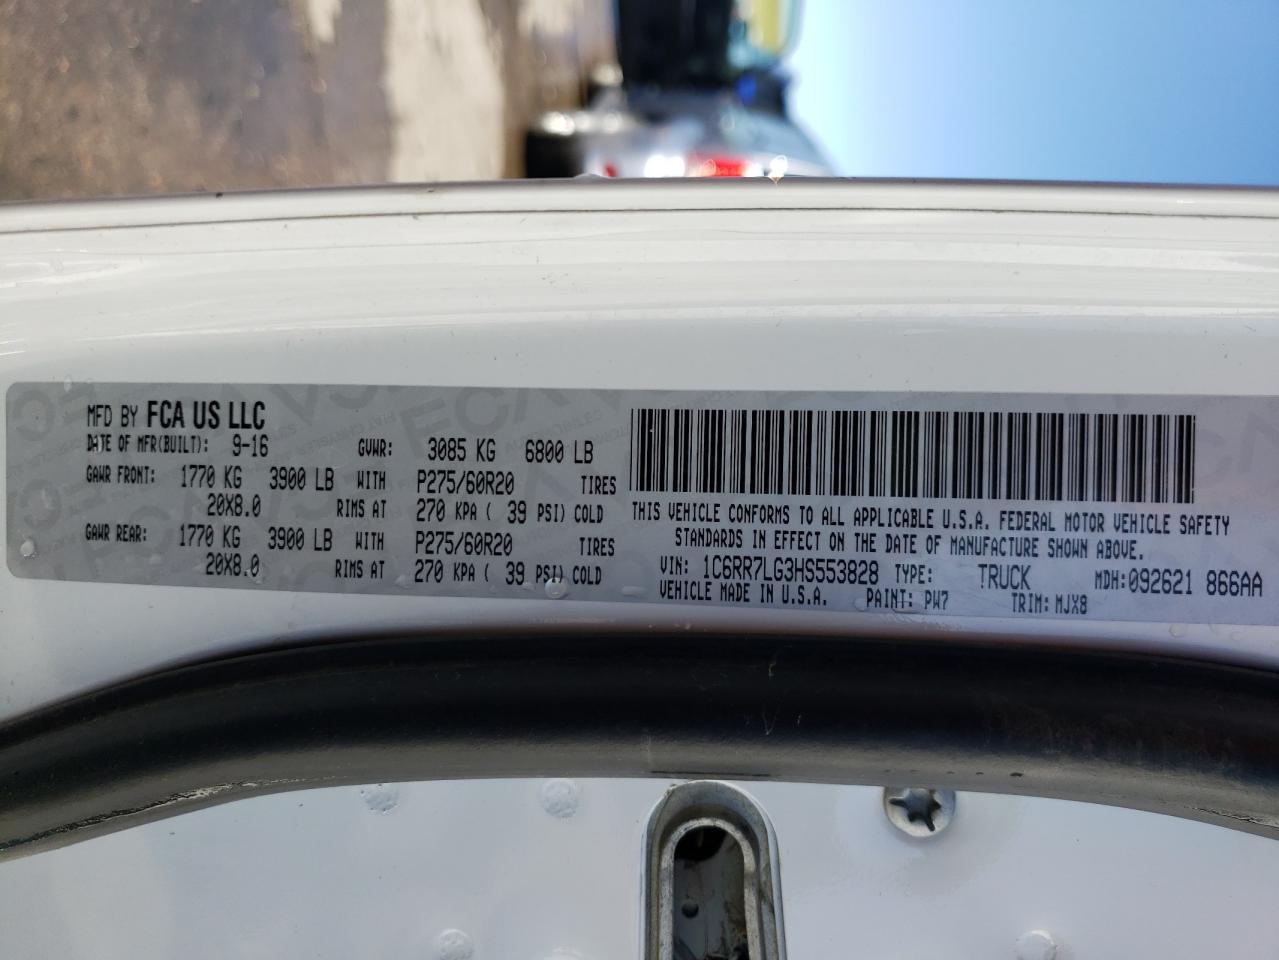 MFD BY FCA US LLC
DATE OF MFR(BUILT): 9-16 GVWR: 3085 KG 6800 LB
GAWR FRONT: 1770 KG 3900 LB WITH P275/60R20 TIRES
20X8.0 RIMS AT 270 KPA ( 39 PSI) COLD
GAWR REAR: 1770 KG 3900 LB WITH P275/60R20 TIRES
20X8.0 RIMS AT 270 KPA ( 39 PSI) COLD
THIS VEHICLE CONFORMS TO ALL APPLICABLE U.S.A. FEDERAL MOTOR VEHICLE SAFETY
STANDARDS IN EFFECT ON THE DATE OF MANUFACTURE SHOWN ABOVE.
VIN: 1C6RR7LG3HS553828 TYPE: TRUCK MDH:092621 866AA
VEHICLE MADE IN U.S.A. PAINT: PW7 TRIM: MJX8